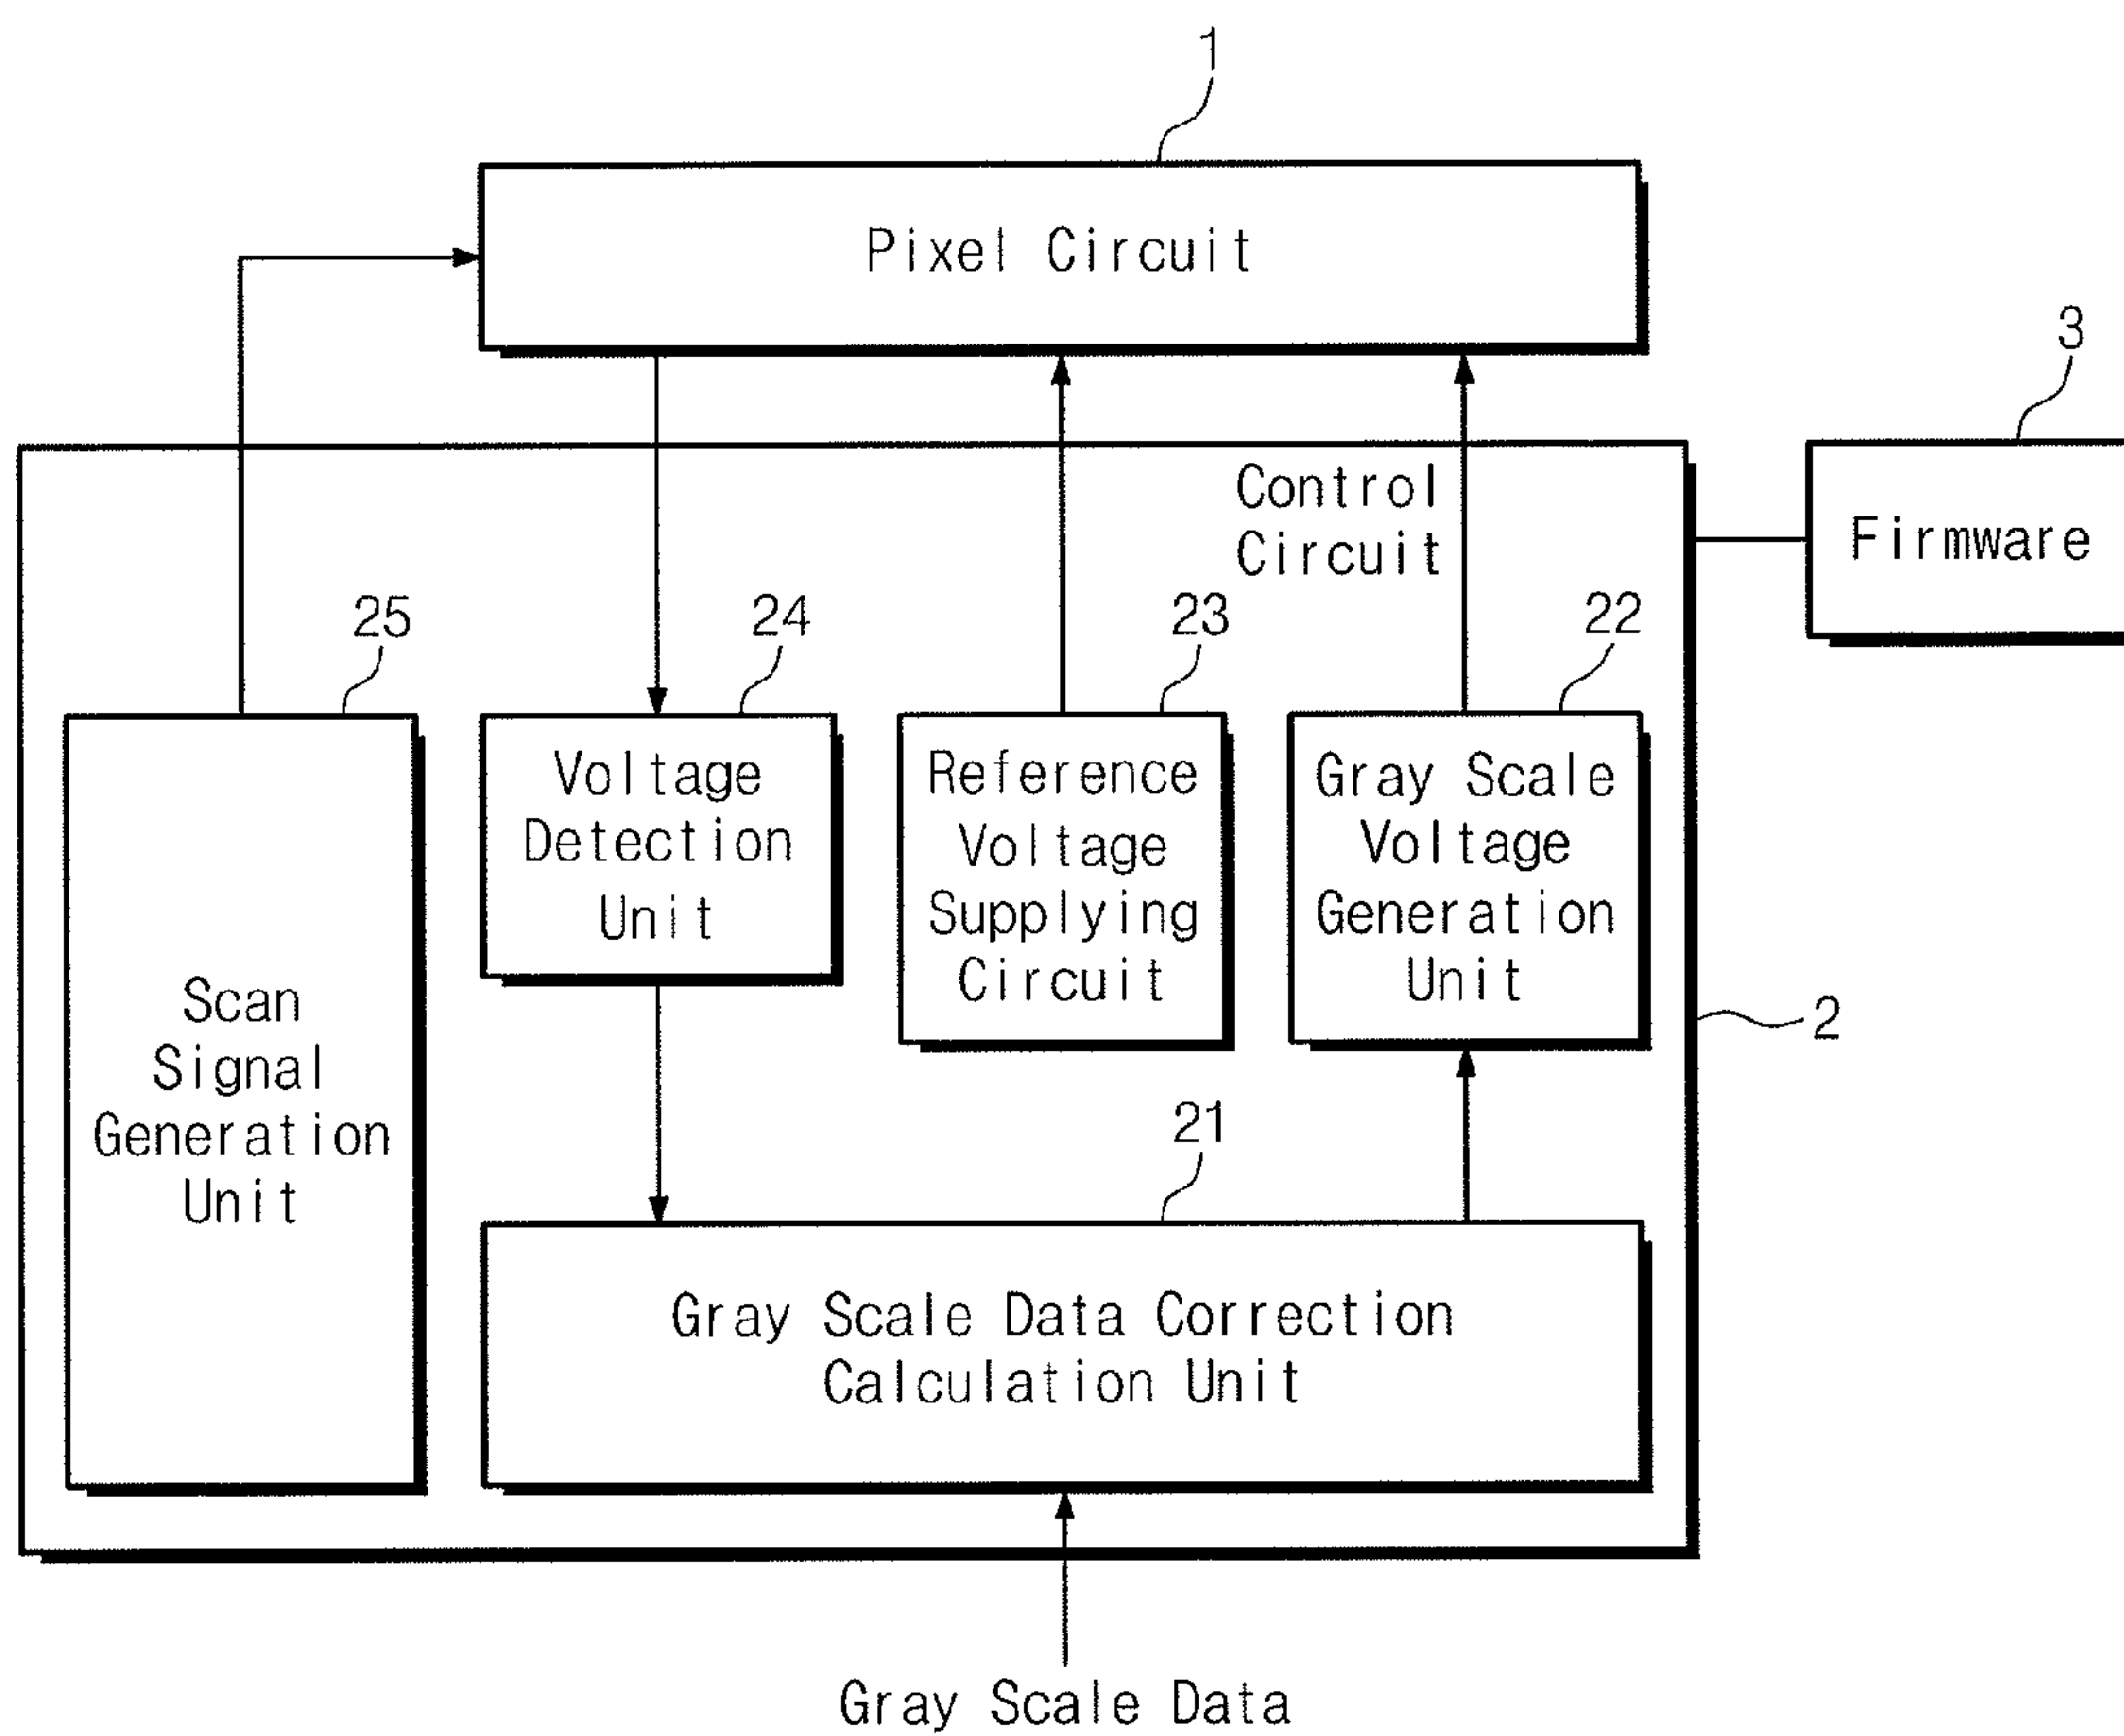 1
Pixel Circuit
3
Control
Circuit
Firmware
25
24
23
22
Voltage
Detection
Unit
Reference
Voltage
Supplying
Circuit
Gray Scale
Voltage
Generation
Unit
Scan
Signal
Generation
Unit
2
21
Gray Scale Data Correction
Calculation Unit
Gray Scale Data